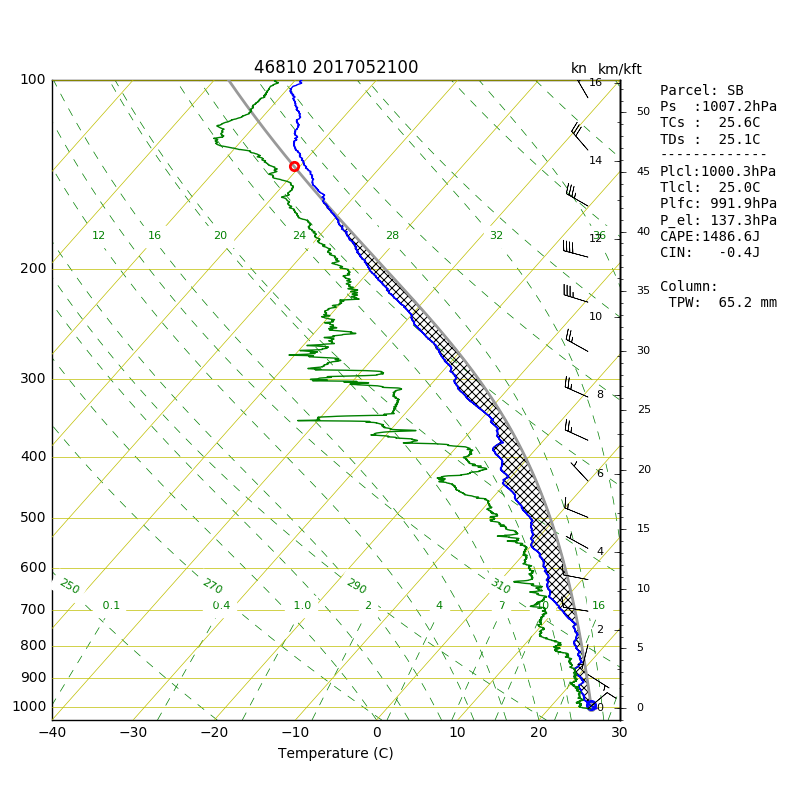 46810 2017052100
kn km/kft
Parcel: SB
Ps  :1007.2hPa
TCs :  25.6C
TDs :  25.1C
-------------
Plcl:1000.3hPa
Tlcl:  25.0C
Plfc: 991.9hPa
P_el: 137.3hPa
CAPE:1486.6J
CIN:   -0.4J
Column:
TPW:  65.2 mm
100
16
50
14
45
12 16 20 24 28 32 36
40
12
200
35
10
30
300
8
25
400
20
6
500
15
4
600
250 270 290 310
10
0.1 0.4 1.0 2 4 7 10 16
700
2
800
5
900
1000
0
0
−40 −30 −20 −10 0 10 20 30
Temperature (C)